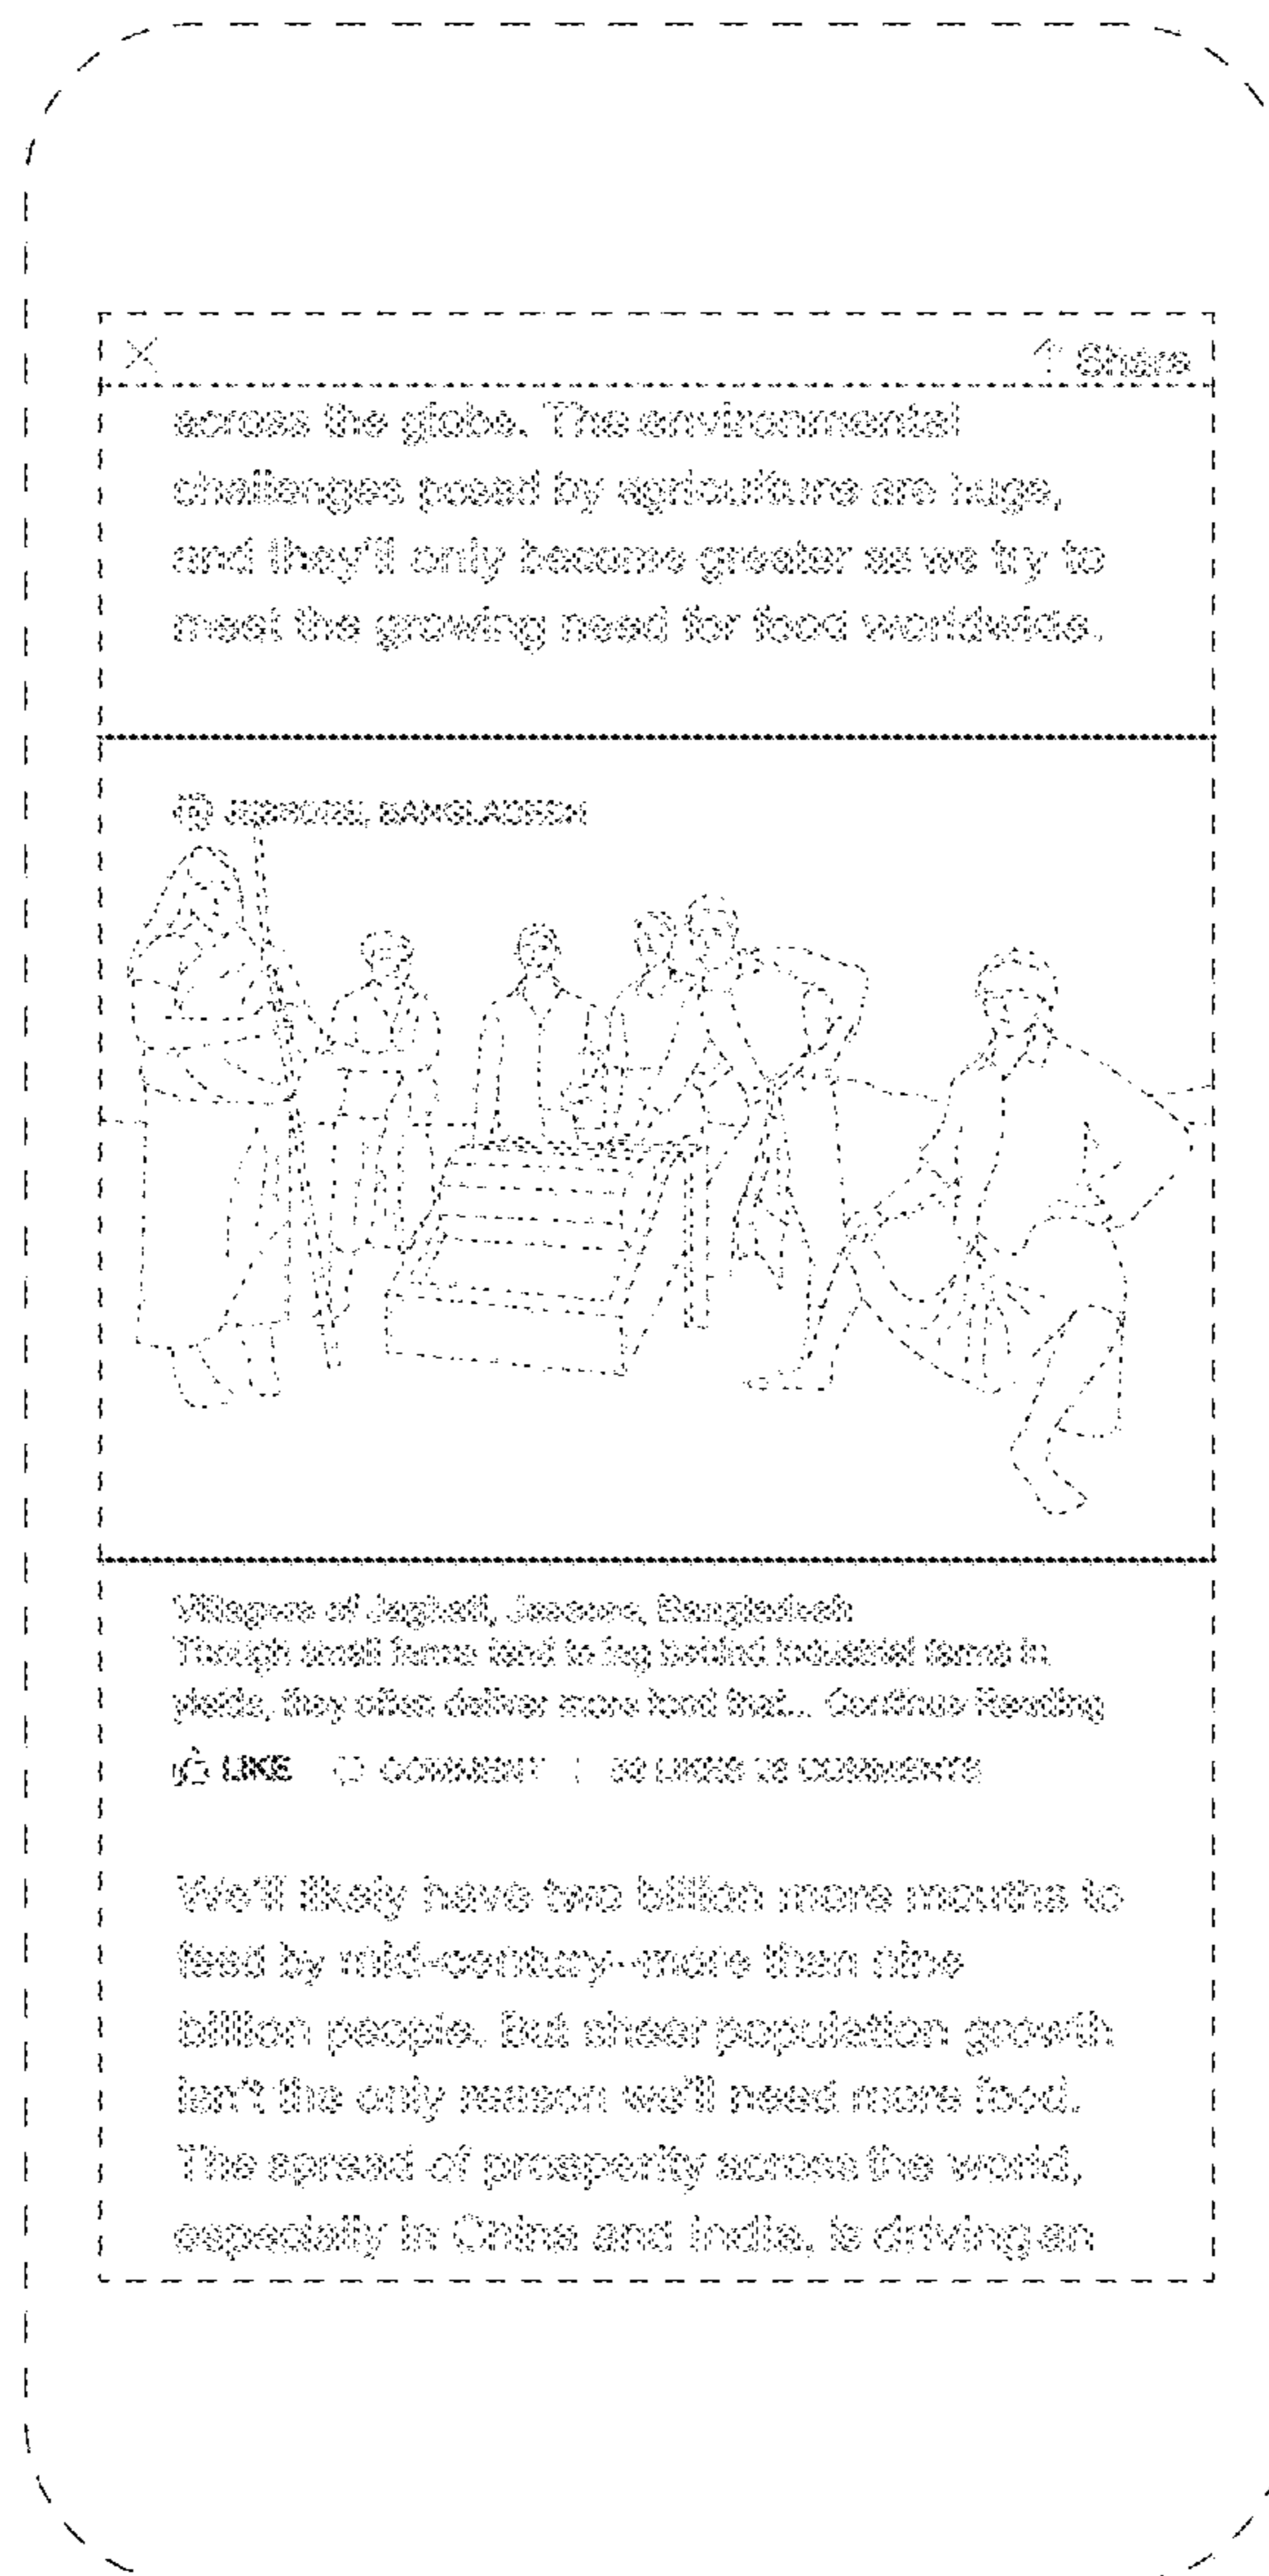 Share
across the globe. The environmental
challenges posed by agriculture are huge,
and they'll only become greater as we try to
meet the growing need for food worldwide.
JESSORE, BANGLADESH
Villagers of Jessore, Bangladesh
Though small farms tend to lag behind industrial farms in
yields, they often deliver more food that... Continue Reading
LIKE COMMENT | LIKES COMMENTS
We'll likely have two billion more mouths to
feed by mid-century--more than nine
billion people. But sheer population growth
isn't the only reason we'll need more food.
The spread of prosperity across the world,
especially in China and India, is driving an